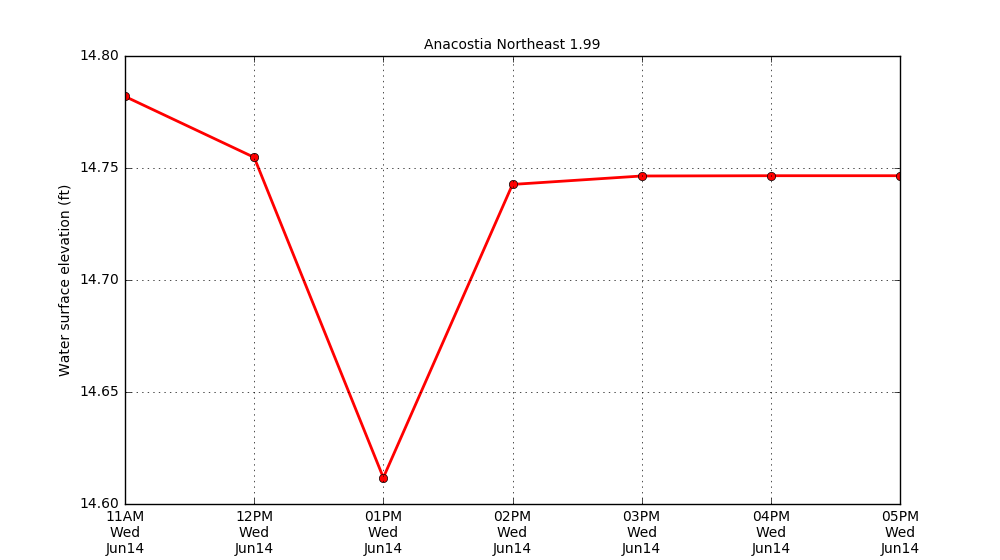 Anacostia Northeast 1.99
14.80
14.75
14.70
14.65
14.60
Water surface elevation (ft)
11AM
Wed
Jun14
12PM
Wed
Jun14
01PM
Wed
Jun14
02PM
Wed
Jun14
03PM
Wed
Jun14
04PM
Wed
Jun14
05PM
Wed
Jun14